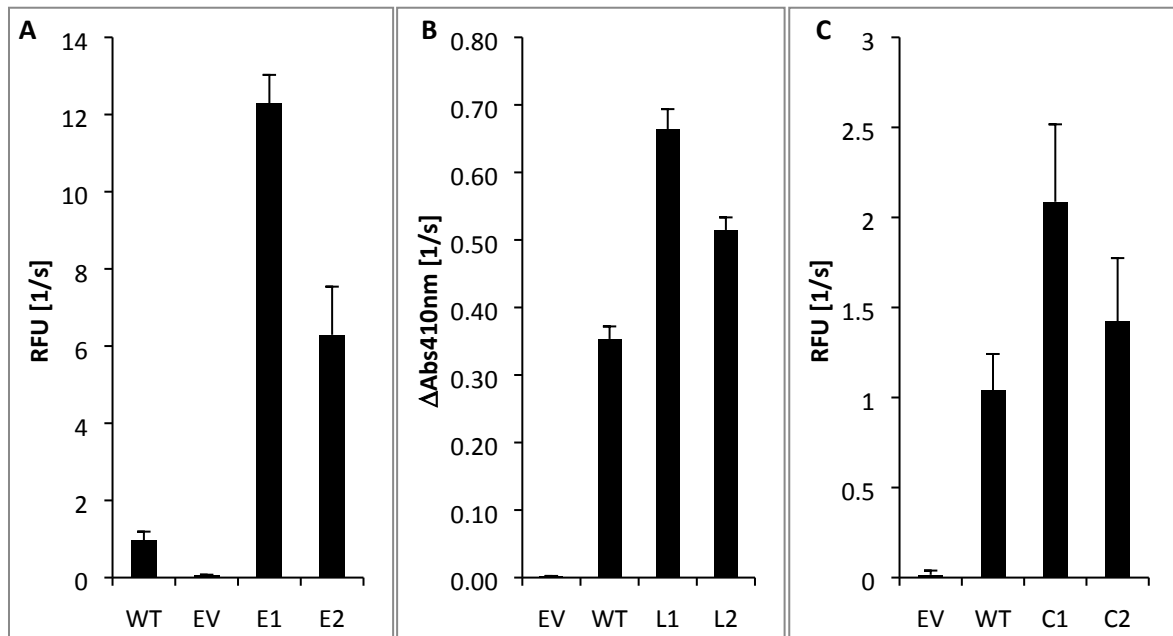 A
RFU [1/s]
14
12
10
8
6
4
2
0
WT EV E1 E2
B
ΔAbs410nm [1/s]
0.80
0.70
0.60
0.50
0.40
0.30
0.20
0.10
0.00
EV WT L1 L2
C
RFU [1/s]
3
2.5
2
1.5
1
0.5
0
EV WT C1 C2